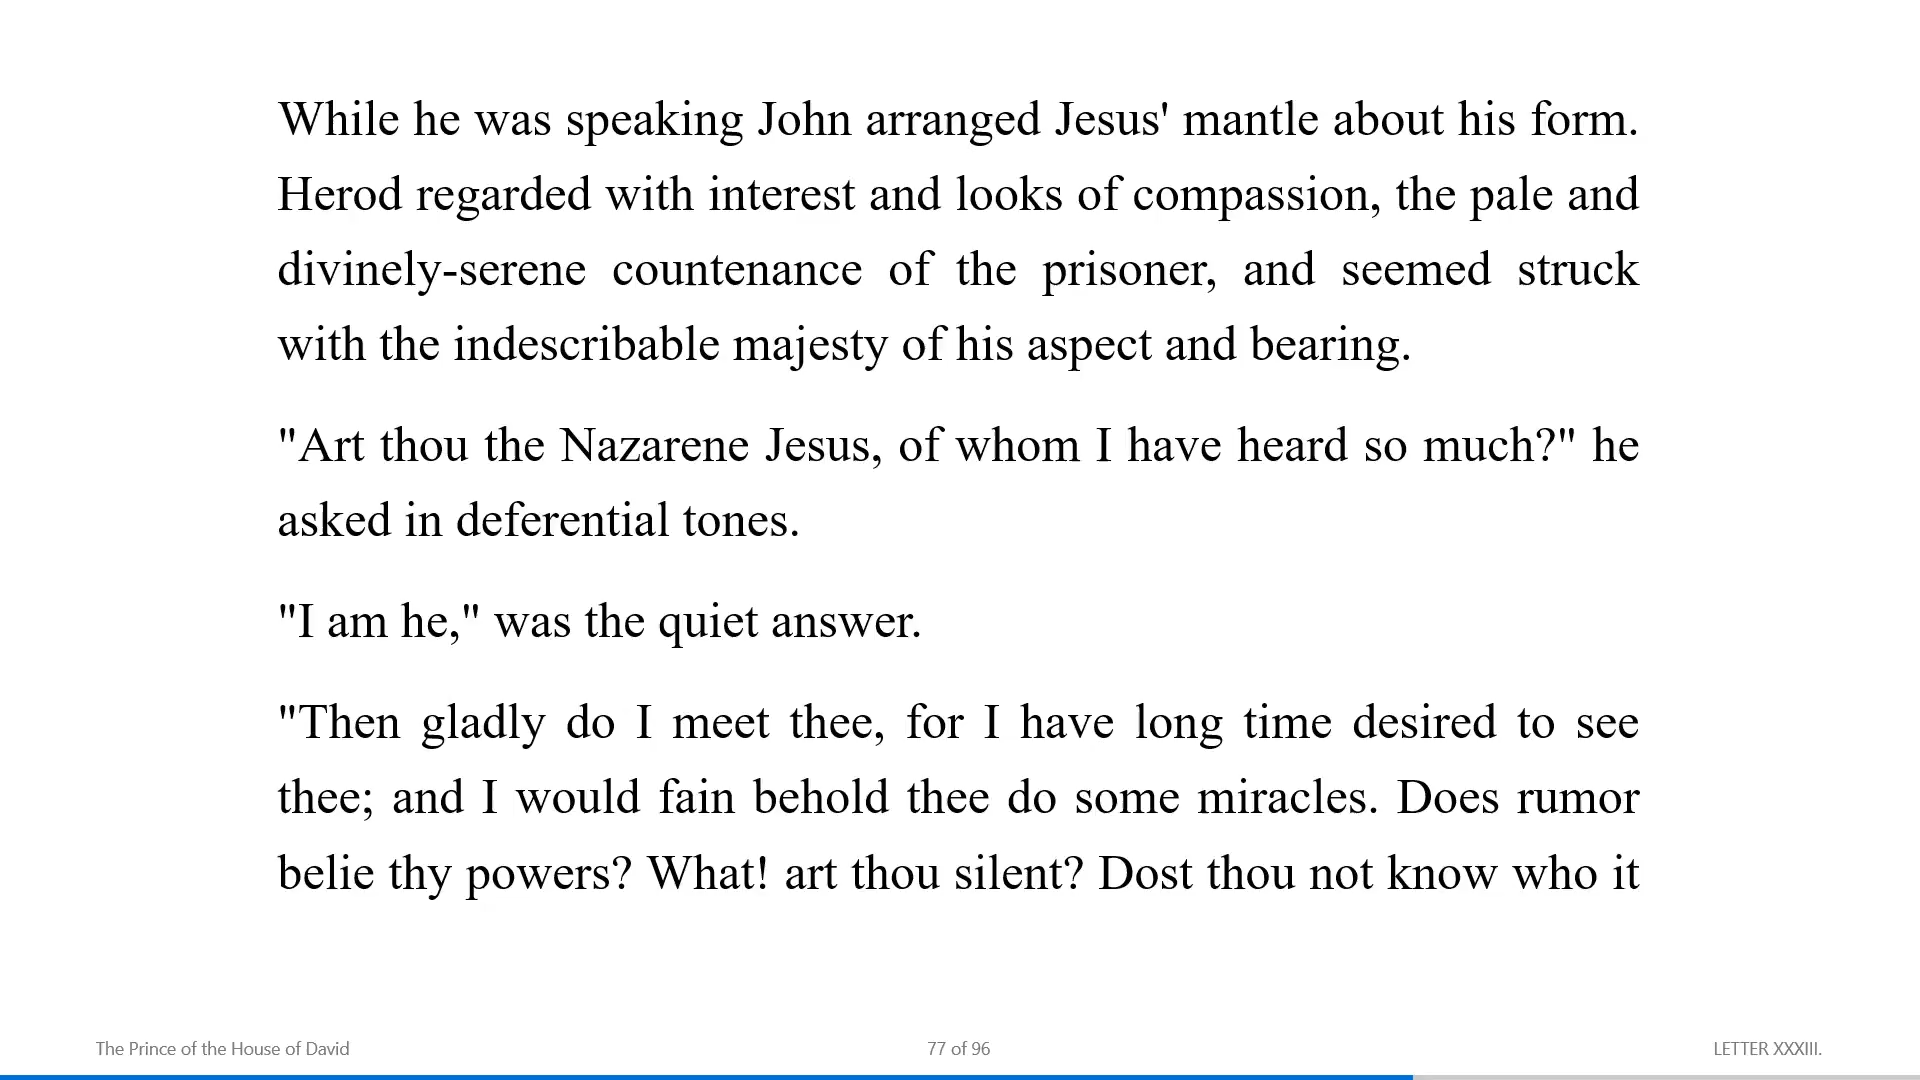 While he was speaking John arranged Jesus' mantle about his form.
Herod regarded with interest and looks of compassion, the pale and
divinely-serene countenance of the prisoner, and seemed struck
with the indescribable majesty of his aspect and bearing.
"Art thou the Nazarene Jesus, of whom I have heard so much?" he
asked in deferential tones.
"I am he," was the quiet answer.
"Then gladly do I meet thee, for I have long time desired to see
thee; and I would fain behold thee do some miracles. Does rumor
belie thy powers? What! art thou silent? Dost thou not know who it
The Prince of the House of David
77 of 96
LETTER XXXIII.